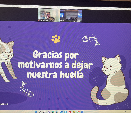 Gracias por
motivarnos a dejar
nuestra huella